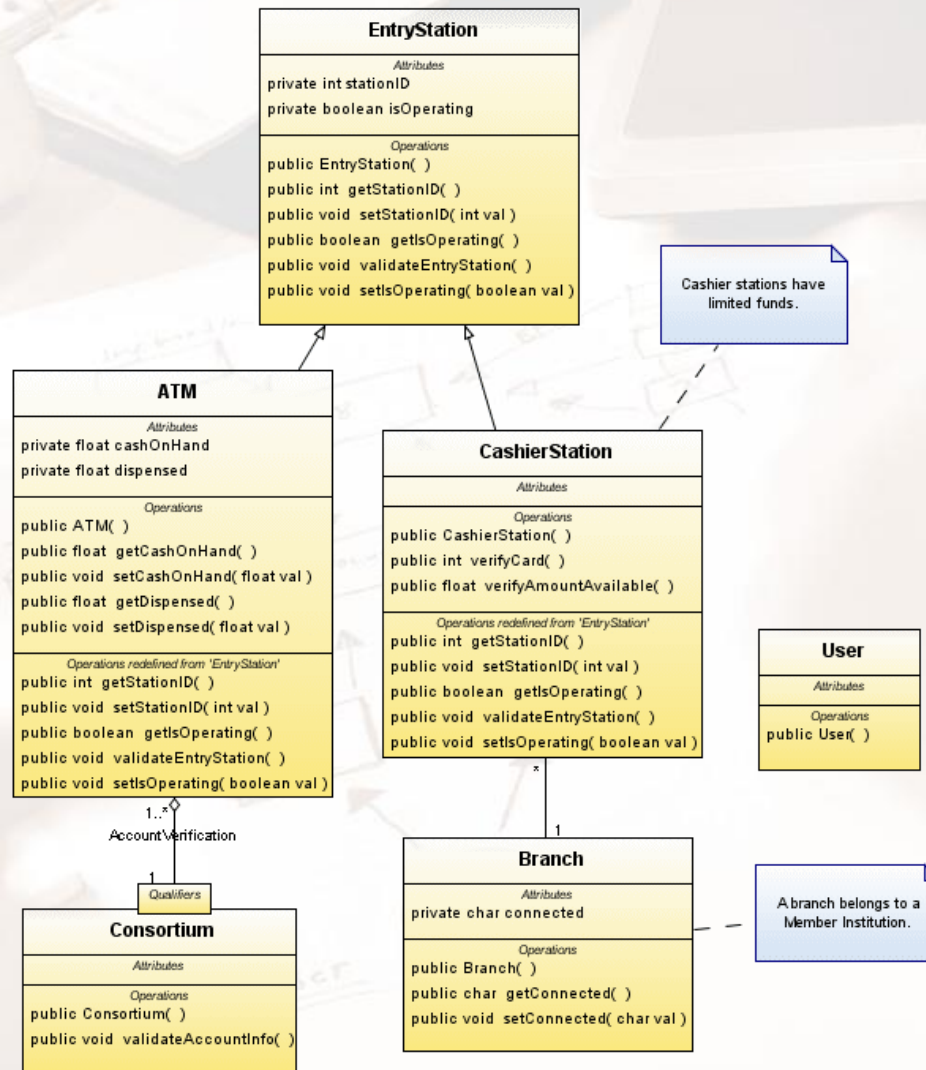 EntryStation
Attributes
private int stationID
private boolean isOperating
Operations
public EntryStation( )
public int getStationID( )
public void setStationID( int val )
public boolean getIsOperating( )
public void validateEntryStation( )
public void setIsOperating( boolean val )
Cashier stations have
limited funds.
ATM
Attributes
private float cashOnHand
private float dispensed
Operations
public ATM( )
public float getCashOnHand( )
public void setCashOnHand( float val )
public float getDispensed( )
public void setDispensed( float val )
Operations redefined from 'EntryStation'
public int getStationID( )
public void setStationID( int val )
public boolean getIsOperating( )
public void validateEntryStation( )
public void setIsOperating( boolean val )
CashierStation
Attributes
Operations
public CashierStation( )
public int verifyCard( )
public float verifyAmountAvailable( )
Operations redefined from 'EntryStation'
public int getStationID( )
public void setStationID( int val )
public boolean getIsOperating( )
public void validateEntryStation( )
public void setIsOperating( boolean val )
User
Attributes
Operations
public User( )
1..*
AccountVerification
1
Qualifiers
Consortium
Attributes
Operations
public Consortium( )
public void validateAccountInfo( )
*
1
Branch
Attributes
private char connected
Operations
public Branch( )
public char getConnected( )
public void setConnected( char val )
A branch belongs to a
Member Institution.